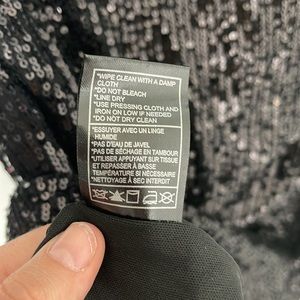 *WIPE CLEAN WITH A DAMP
CLOTH
*DO NOT BLEACH
*LINE DRY
*USE PRESSING CLOTH AND
IRON ON LOW IF NEEDED
*DO NOT DRY CLEAN
*ESSUYER AVEC UN LINGE
HUMIDE
*PAS D'EAU DE JAVEL
*PAS DE SÉCHAGE EN TAMBOUR
*UTILISER APPUYANT SUR TISSU
ET REPASSER À BASSE
TEMPÉRATURE SI NÉCESSAIRE
*NETTOYAGE À SEC INTERDIT